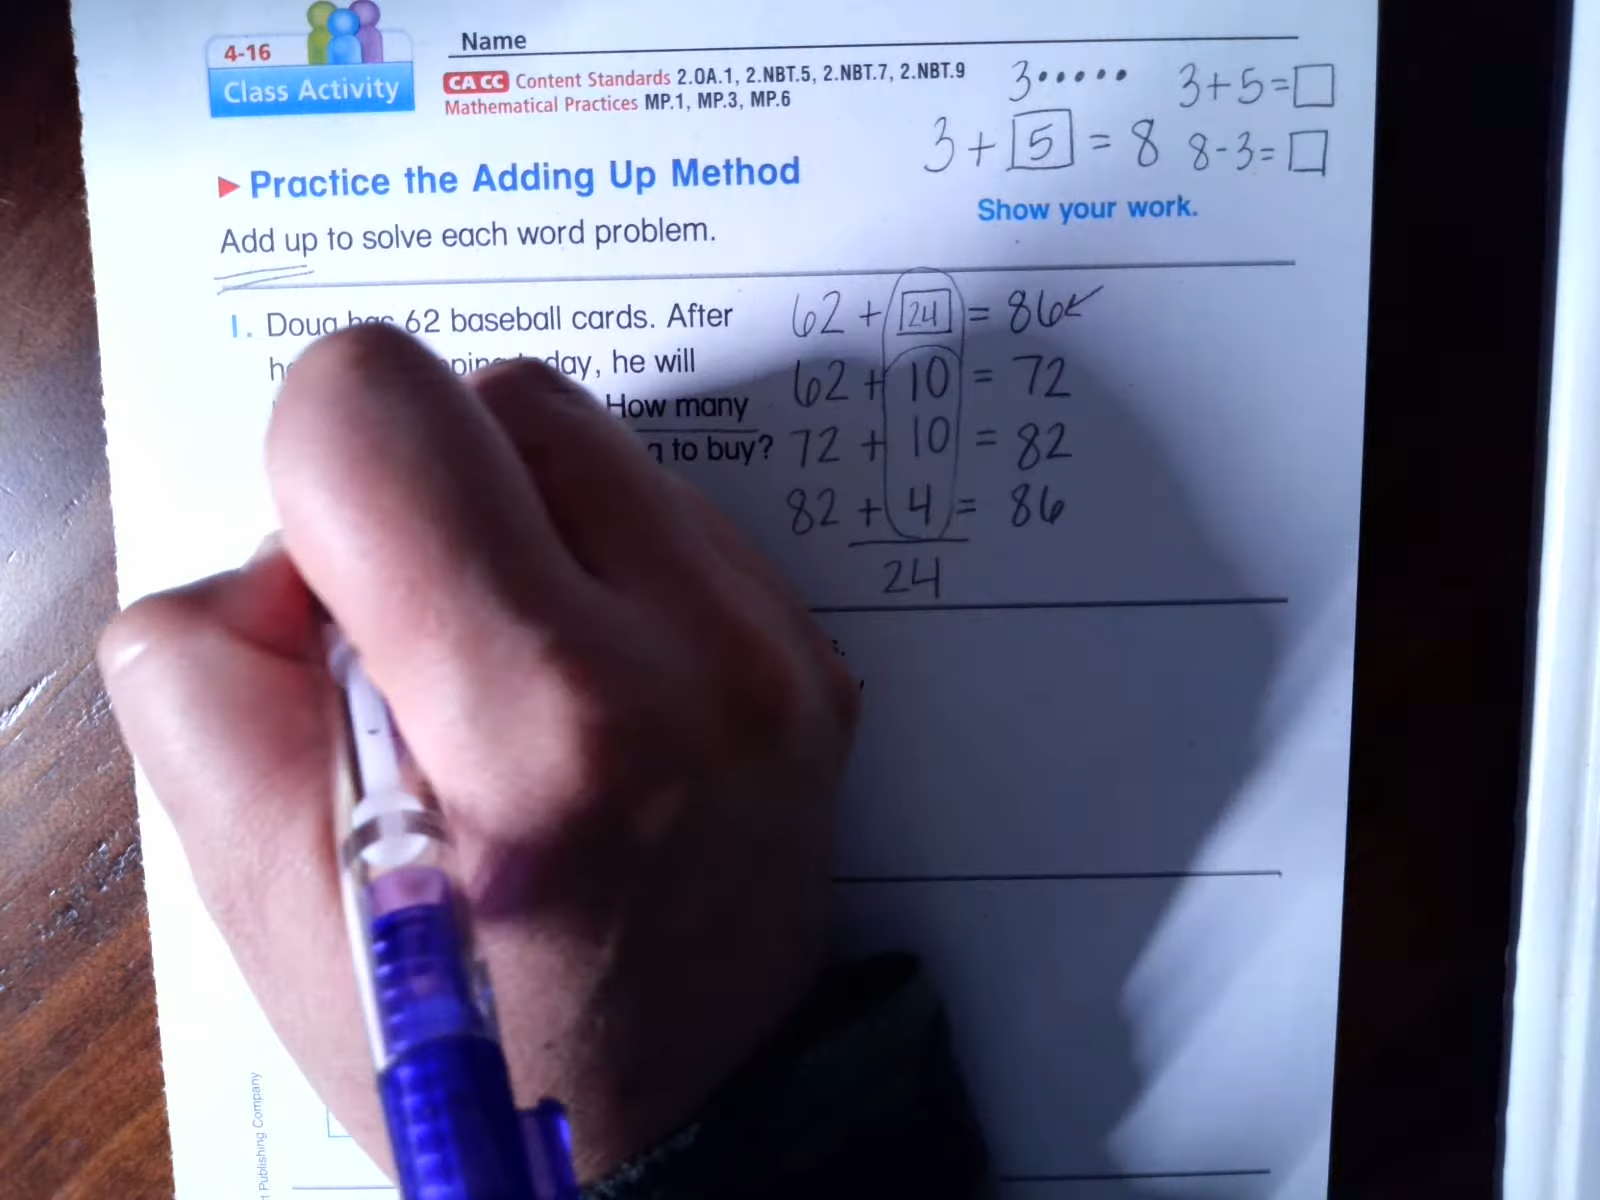 4-16
Class Activity
Name
CA CC Content Standards 2.OA.1, 2.NBT.5, 2.NBT.7, 2.NBT.9
Mathematical Practices MP.1, MP.3, MP.6
3····· 3+5=□
3 + 5 = 8 8-3=□
▶ Practice the Adding Up Method
Show your work.
Add up to solve each word problem.
1. Doug has 62 baseball cards. After
day, he will
How many
to buy?
62 + 24 = 86
62 + 10 = 72
72 + 10 = 82
82 + 4 = 86
24
Publishing Company